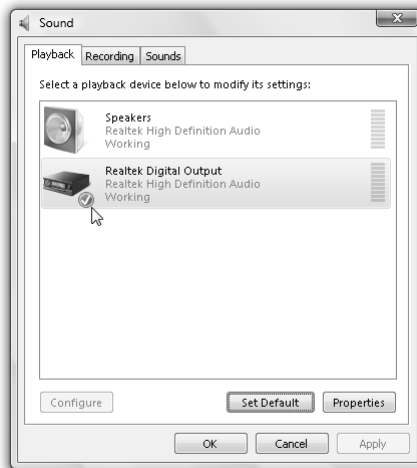 Sound
Playback Recording Sounds
Select a playback device below to modify its settings:
Speakers
Realtek High Definition Audio
Working
Realtek Digital Output
Realtek High Definition Audio
Working
Configure Set Default Properties
OK Cancel Apply